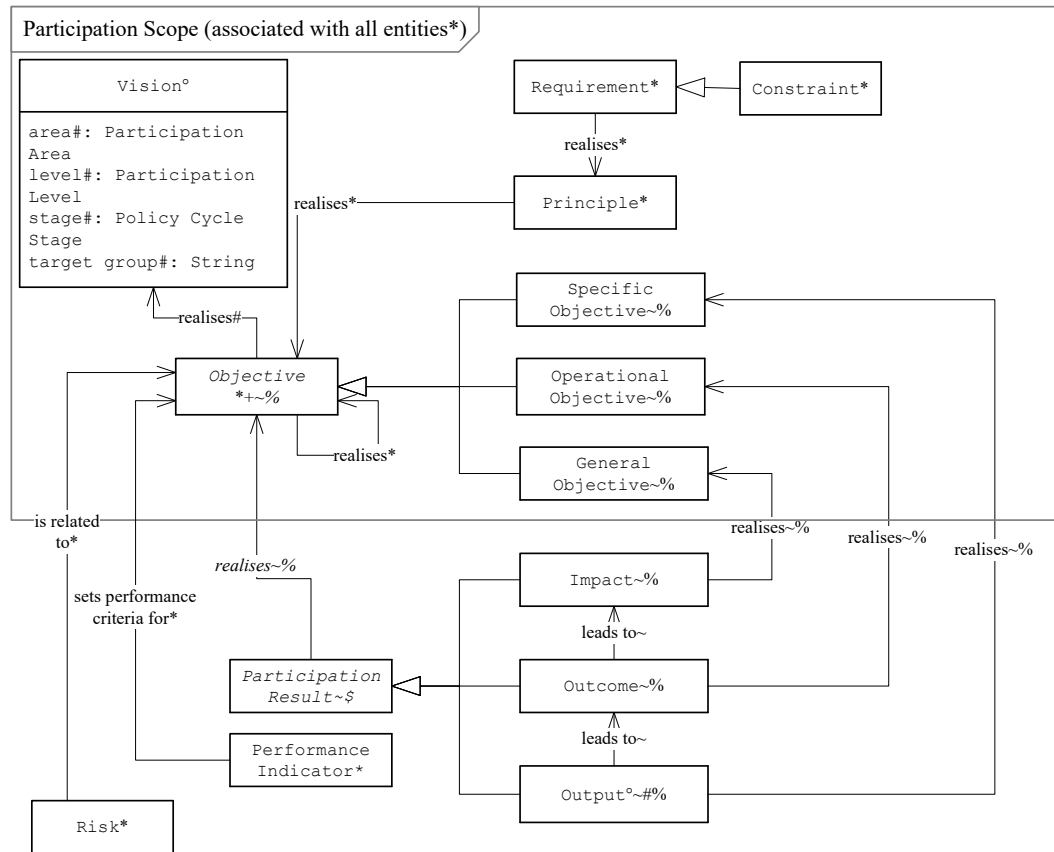 Participation Scope (associated with all entities*)
Visionº
area#: Participation
Area
level#: Participation
Level
stage#: Policy Cycle
Stage
target group#: String
Requirement*
Constraint*
realises*
Principle*
realises*
realises#
Specific
Objective~%
Objective
*+~%
Operational
Objective~%
realises*
General
Objective~%
is related
to*
realises~%
realises~%
realises~%
realises~%
sets performance
criteria for*
Impact~%
leads to~
Participation
Result~$
Outcome~%
leads to~
Performance
Indicator*
Outputº~#%
Risk*